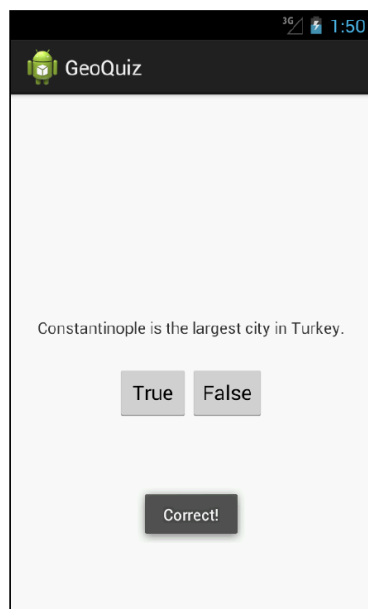 3G 1:50
GeoQuiz
Constantinople is the largest city in Turkey.
True False
Correct!